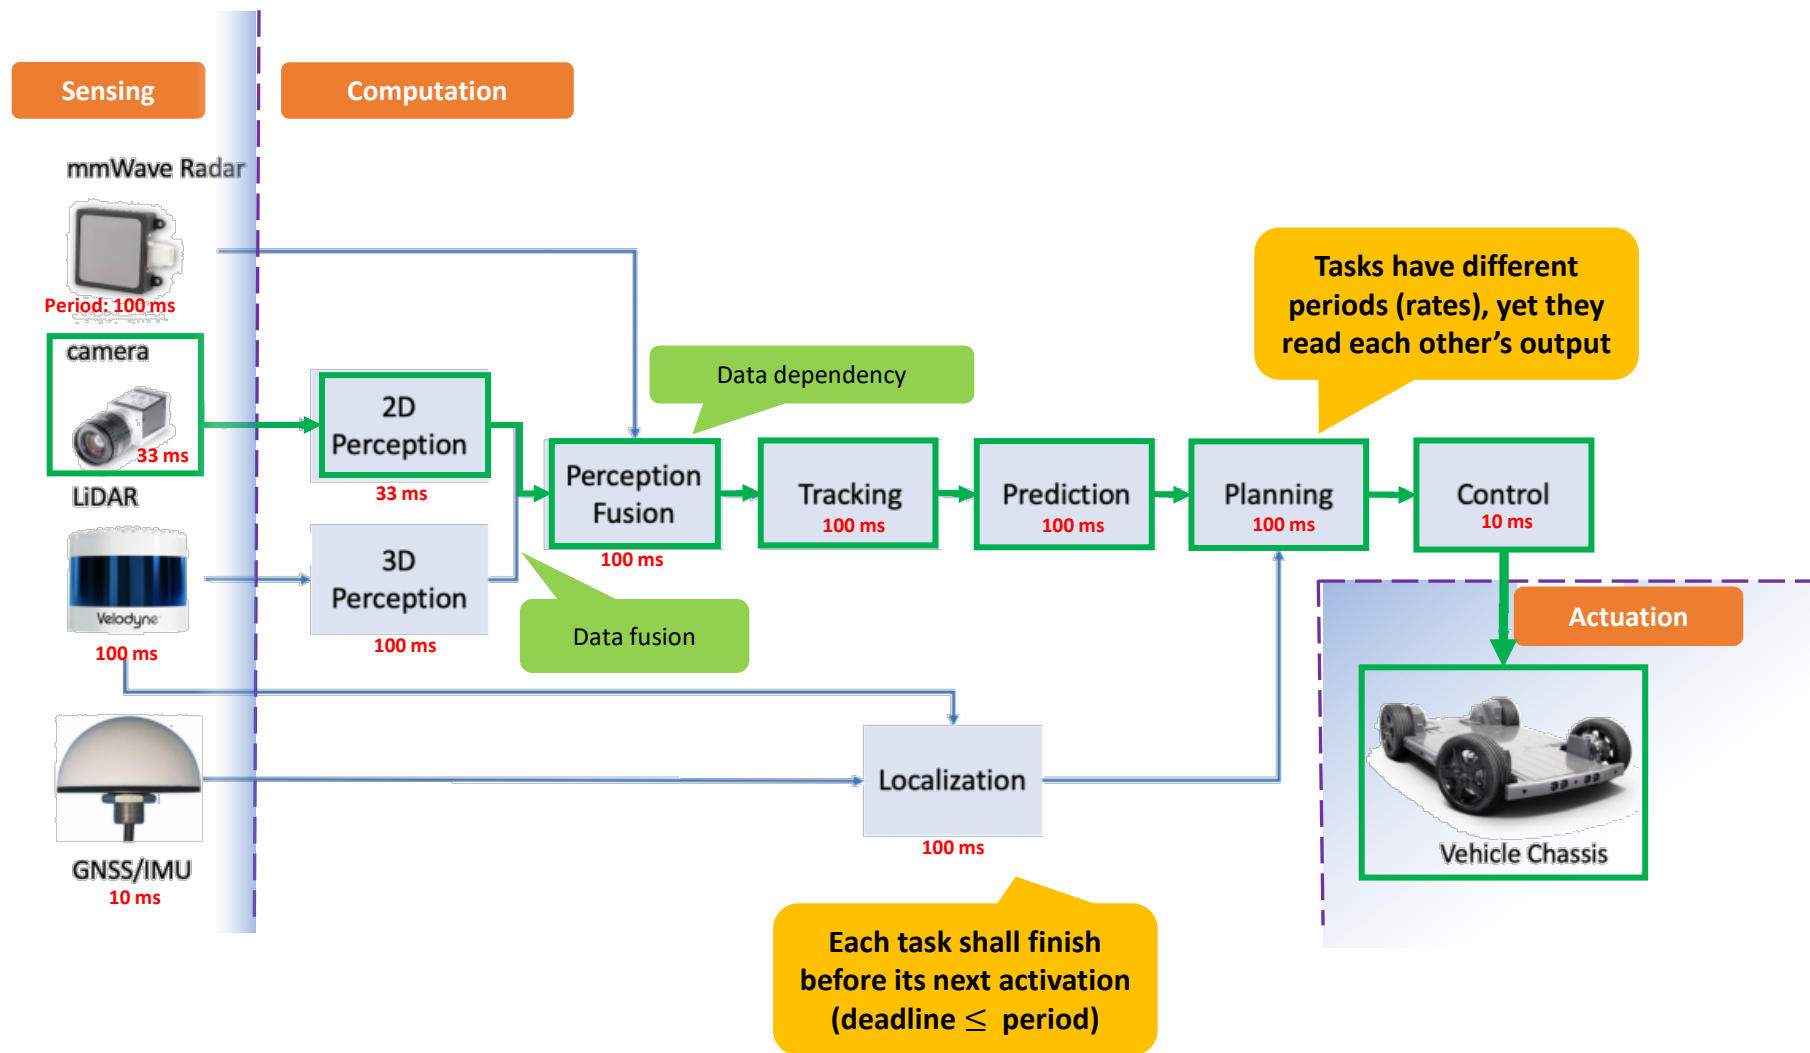 Sensing
Computation
mmWave Radar
Period: 100 ms
camera
33 ms
LiDAR
Velodyne
100 ms
GNSS/IMU
10 ms
2D
Perception
33 ms
3D
Perception
100 ms
Data dependency
Perception
Fusion
100 ms
Data fusion
Tracking
100 ms
Prediction
100 ms
Tasks have different
periods (rates), yet they
read each other’s output
Planning
100 ms
Control
10 ms
Localization
100 ms
Each task shall finish
before its next activation
(deadline ≤ period)
Actuation
Vehicle Chassis